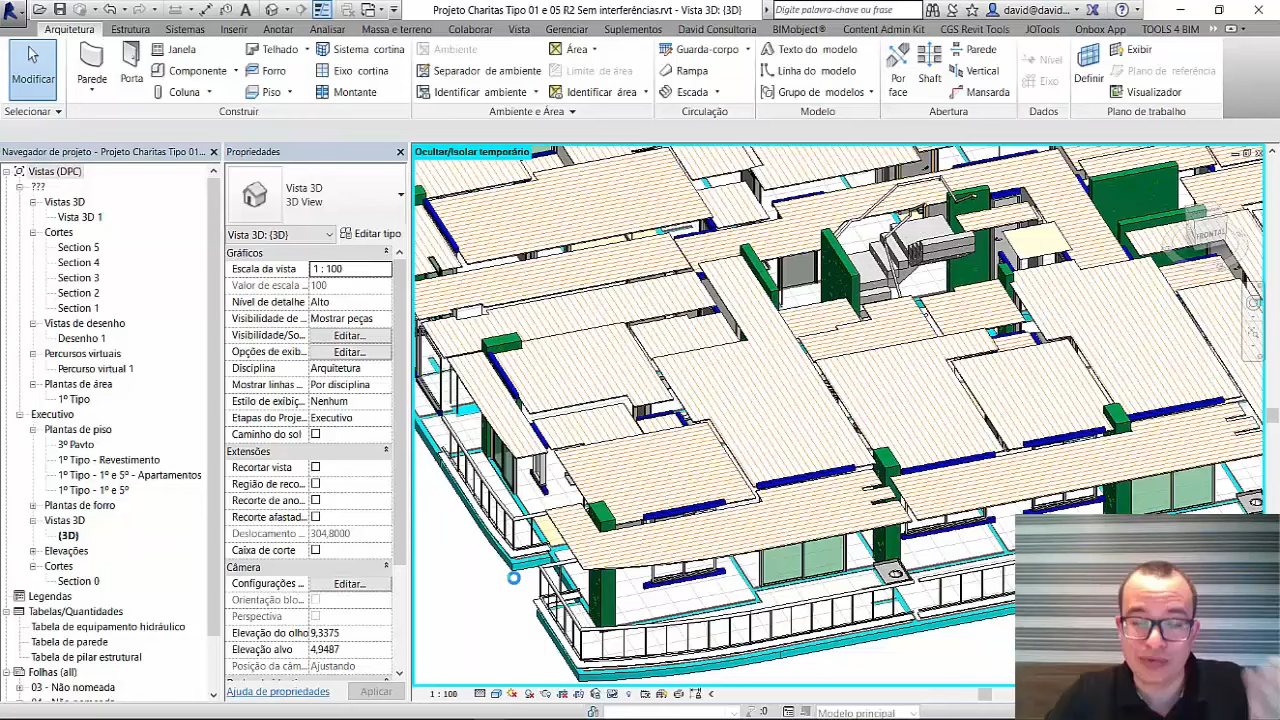 Projeto Charitas Tipo 01 e 05 R2 Sem interferências.rvt - Vista 3D: {3D}
Digite palavra-chave ou frase
david@david...
Arquitetura Estrutura Sistemas Inserir Anotar Analisar Massa e terreno Colaborar Vista Gerenciar Suplementos David Consultoria BIMobject® Content Admin Kit CGS Revit Tools JOTools Onbox App TOOLS 4 BIM
Modificar
Parede
Porta
Janela
Componente
Coluna
Telhado
Forro
Piso
Sistema cortina
Eixo cortina
Montante
Ambiente
Separador de ambiente
Identificar ambiente
Área
Limite de área
Identificar área
Guarda-corpo
Rampa
Escada
Texto do modelo
Linha do modelo
Grupo de modelos
Por face
Shaft
Parede
Vertical
Mansarda
Nível
Eixo
Definir
Exibir
Plano de referência
Visualizador
Selecionar
Construir
Ambiente e Área
Circulação
Modelo
Abertura
Dados
Plano de trabalho
Navegador de projeto - Projeto Charitas Tipo 01...
Vistas (DPC)
???
Vistas 3D
Vista 3D 1
Cortes
Section 5
Section 4
Section 3
Section 2
Section 1
Vistas de desenho
Desenho 1
Percursos virtuais
Percurso virtual 1
Plantas de área
1º Tipo
Executivo
Plantas de piso
3º Pavto
1º Tipo - Revestimento
1º Tipo - 1º e 5º - Apartamentos
1º Tipo - 1º e 5º
Plantas de forro
Vistas 3D
{3D}
Elevações
Cortes
Section 0
Legendas
Tabelas/Quantidades
Tabela de equipamento hidráulico
Tabela de parede
Tabela de pilar estrutural
Folhas (all)
03 - Não nomeada
Propriedades
Vista 3D
3D View
Vista 3D: {3D}
Editar tipo
Gráficos
Escala da vista 1 : 100
Valor de escala ... 100
Nível de detalhe Alto
Visibilidade de ... Mostrar peças
Visibilidade/So... Editar...
Opções de exib... Editar...
Disciplina Arquitetura
Mostrar linhas ... Por disciplina
Estilo de exibiç... Nenhum
Etapas do Proje... Executivo
Caminho do sol
Extensões
Recortar vista
Região de reco...
Recorte de ano...
Recorte afastad...
Deslocamento ... 304,8000
Caixa de corte
Câmera
Configurações ... Editar...
Orientação blo...
Perspectiva
Elevação do olho 9,3375
Elevação alvo 4,9487
Posição da câm... Ajustando
Ajuda de propriedades
Aplicar
Ocultar/Isolar temporário
FRONTAL
1 : 100
:0
Modelo principal